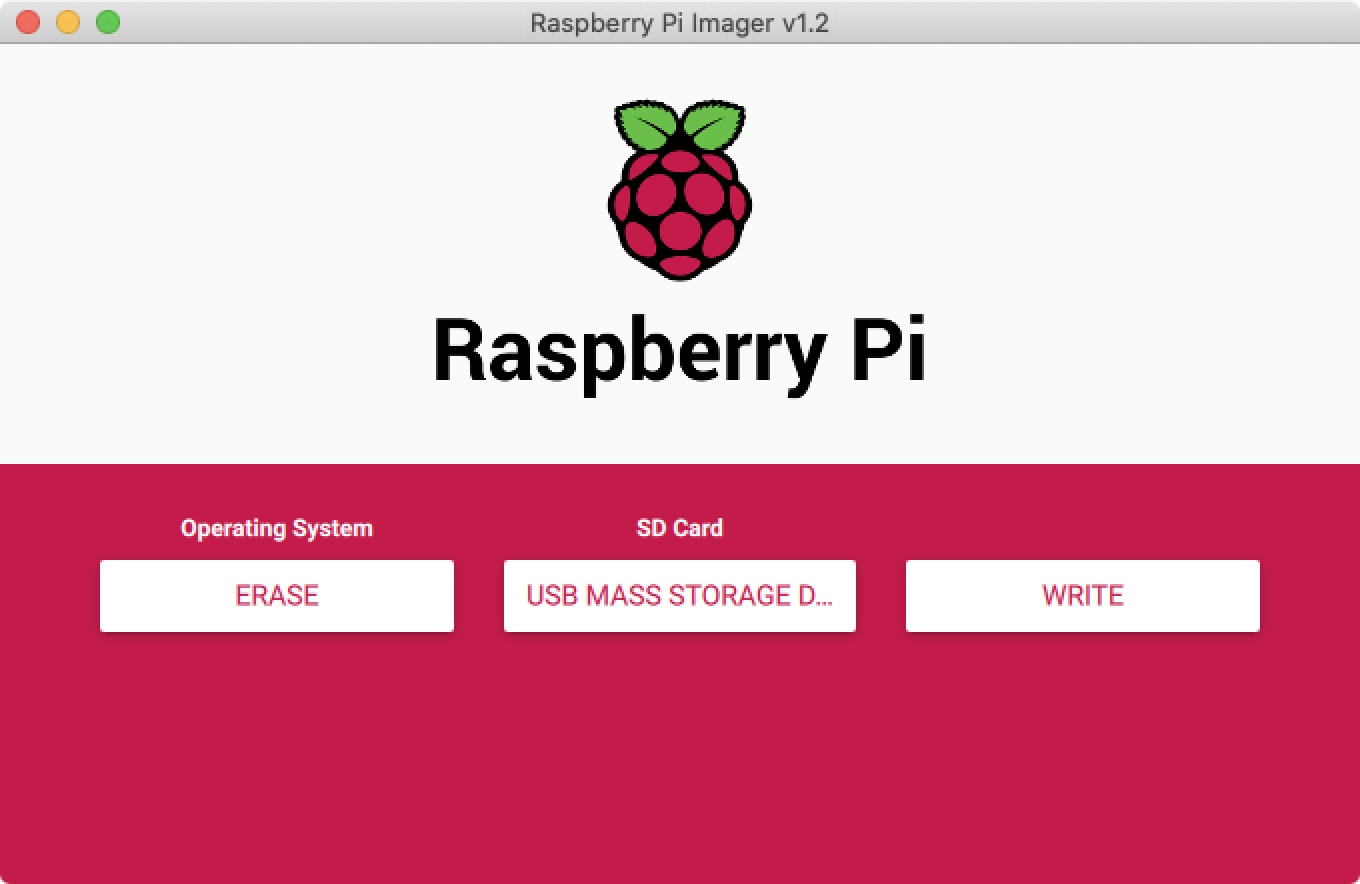 Raspberry Pi Imager v1.2
Raspberry Pi
Operating System
SD Card
ERASE
USB MASS STORAGE D...
WRITE